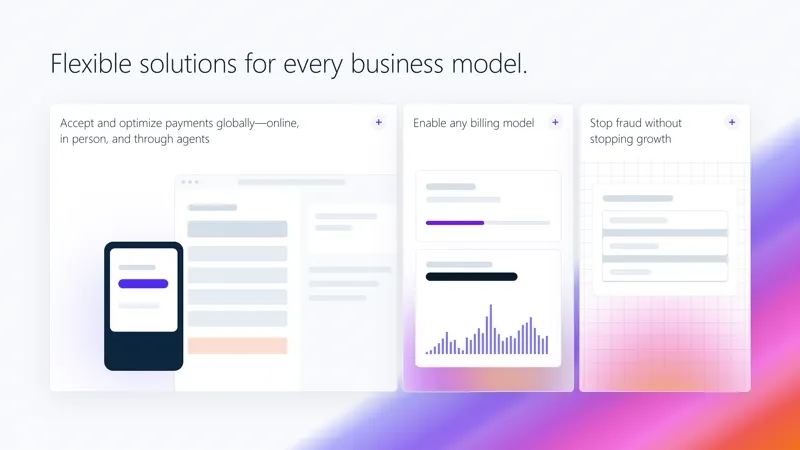 Flexible solutions for every business model.
Accept and optimize payments globally—online,
in person, and through agents
+
Enable any billing model
+
Stop fraud without
stopping growth
+